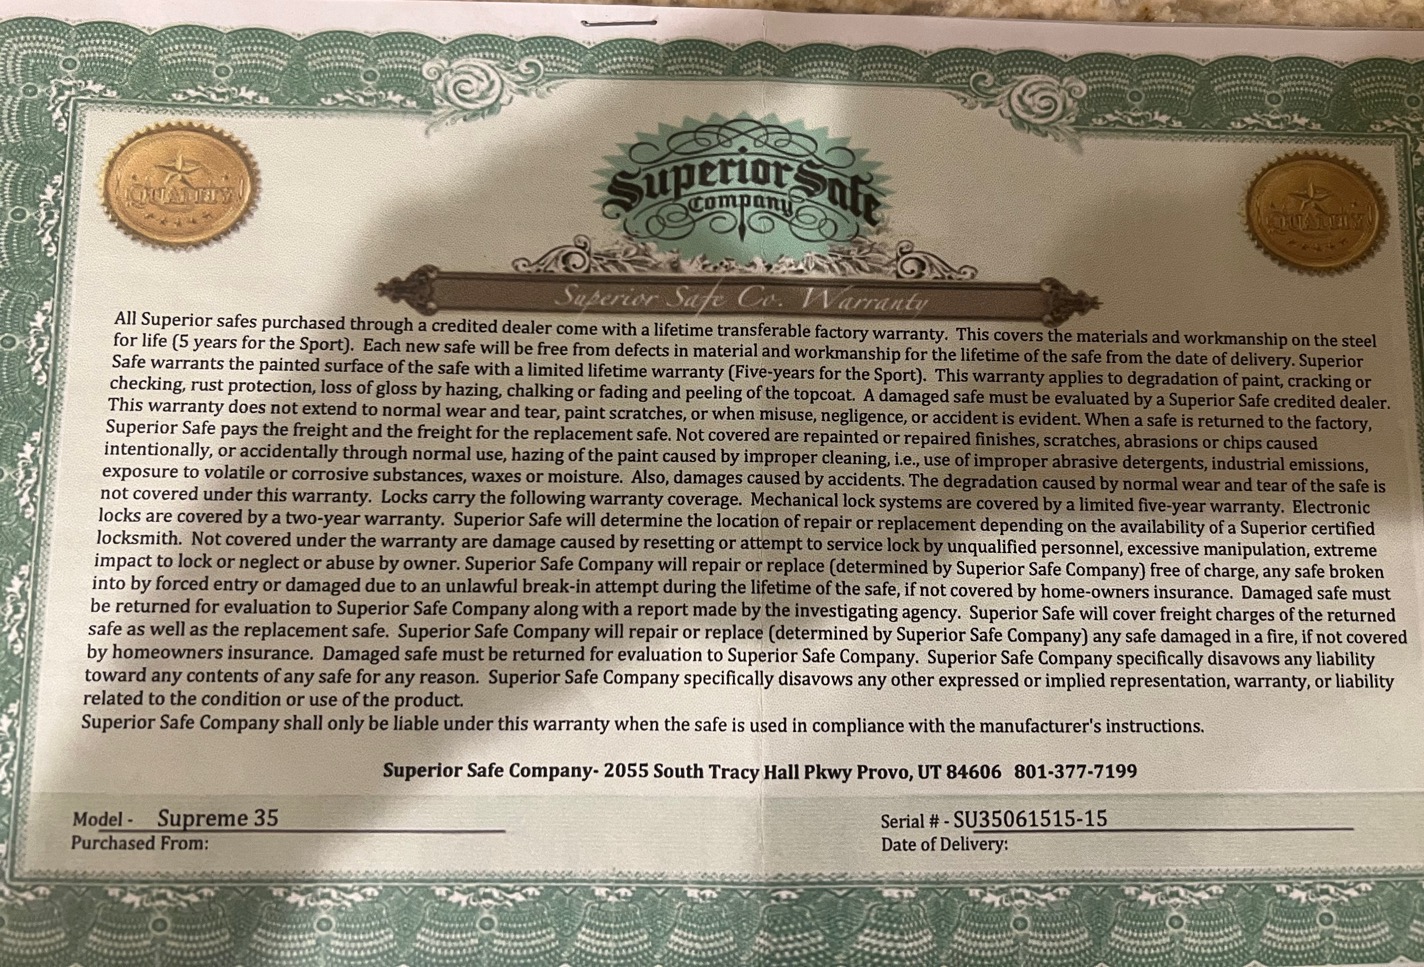 QUALITY
Superior Safe
Company
QUALITY
Superior Safe Co. Warranty
All Superior safes purchased through a credited dealer come with a lifetime transferable factory warranty. This covers the materials and workmanship on the steel
for life (5 years for the Sport). Each new safe will be free from defects in material and workmanship for the lifetime of the safe from the date of delivery. Superior
Safe warrants the painted surface of the safe with a limited lifetime warranty (Five-years for the Sport). This warranty applies to degradation of paint, cracking or
checking, rust protection, loss of gloss by hazing, chalking or fading and peeling of the topcoat. A damaged safe must be evaluated by a Superior Safe credited dealer.
This warranty does not extend to normal wear and tear, paint scratches, or when misuse, negligence, or accident is evident. When a safe is returned to the factory,
Superior Safe pays the freight and the freight for the replacement safe. Not covered are repainted or repaired finishes, scratches, abrasions or chips caused
intentionally, or accidentally through normal use, hazing of the paint caused by improper cleaning, i.e., use of improper abrasive detergents, industrial emissions,
exposure to volatile or corrosive substances, waxes or moisture. Also, damages caused by accidents. The degradation caused by normal wear and tear of the safe is
not covered under this warranty. Locks carry the following warranty coverage. Mechanical lock systems are covered by a limited five-year warranty. Electronic
locks are covered by a two-year warranty. Superior Safe will determine the location of repair or replacement depending on the availability of a Superior certified
locksmith. Not covered under the warranty are damage caused by resetting or attempt to service lock by unqualified personnel, excessive manipulation, extreme
impact to lock or neglect or abuse by owner. Superior Safe Company will repair or replace (determined by Superior Safe Company) free of charge, any safe broken
into by forced entry or damaged due to an unlawful break-in attempt during the lifetime of the safe, if not covered by home-owners insurance. Damaged safe must
be returned for evaluation to Superior Safe Company along with a report made by the investigating agency. Superior Safe will cover freight charges of the returned
safe as well as the replacement safe. Superior Safe Company will repair or replace (determined by Superior Safe Company) any safe damaged in a fire, if not covered
by homeowners insurance. Damaged safe must be returned for evaluation to Superior Safe Company. Superior Safe Company specifically disavows any liability
toward any contents of any safe for any reason. Superior Safe Company specifically disavows any other expressed or implied representation, warranty, or liability
related to the condition or use of the product.
Superior Safe Company shall only be liable under this warranty when the safe is used in compliance with the manufacturer's instructions.
Superior Safe Company- 2055 South Tracy Hall Pkwy Provo, UT 84606 801-377-7199
Model - Supreme 35
Serial # - SU35061515-15
Purchased From:
Date of Delivery: